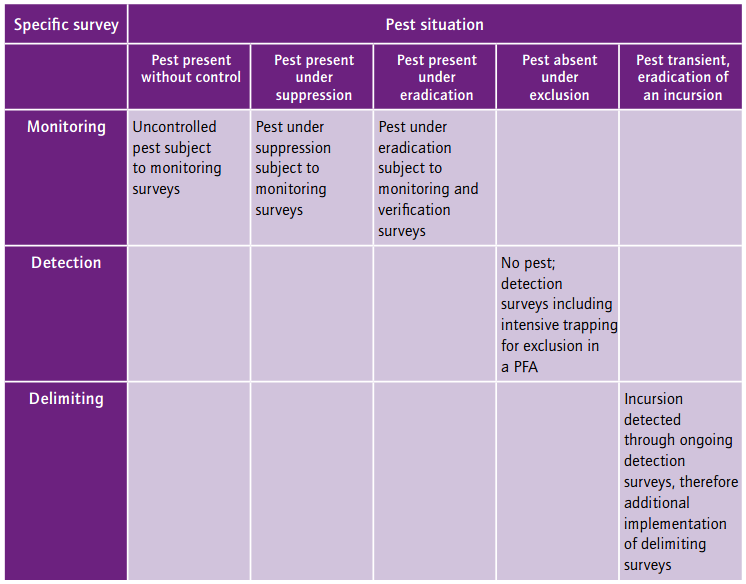 Specific survey
Pest situation
Pest present
without control
Pest present
under
suppression
Pest present
under
eradication
Pest absent
under
exclusion
Pest transient,
eradication of
an incursion
Monitoring
Uncontrolled
pest subject
to monitoring
surveys
Pest under
suppression
subject to
monitoring
surveys
Pest under
eradication
subject to
monitoring and
verification
surveys
Detection
No pest;
detection
surveys including
intensive trapping
for exclusion in
a PFA
Delimiting
Incursion
detected
through ongoing
detection
surveys, therefore
additional
implementation
of delimiting
surveys